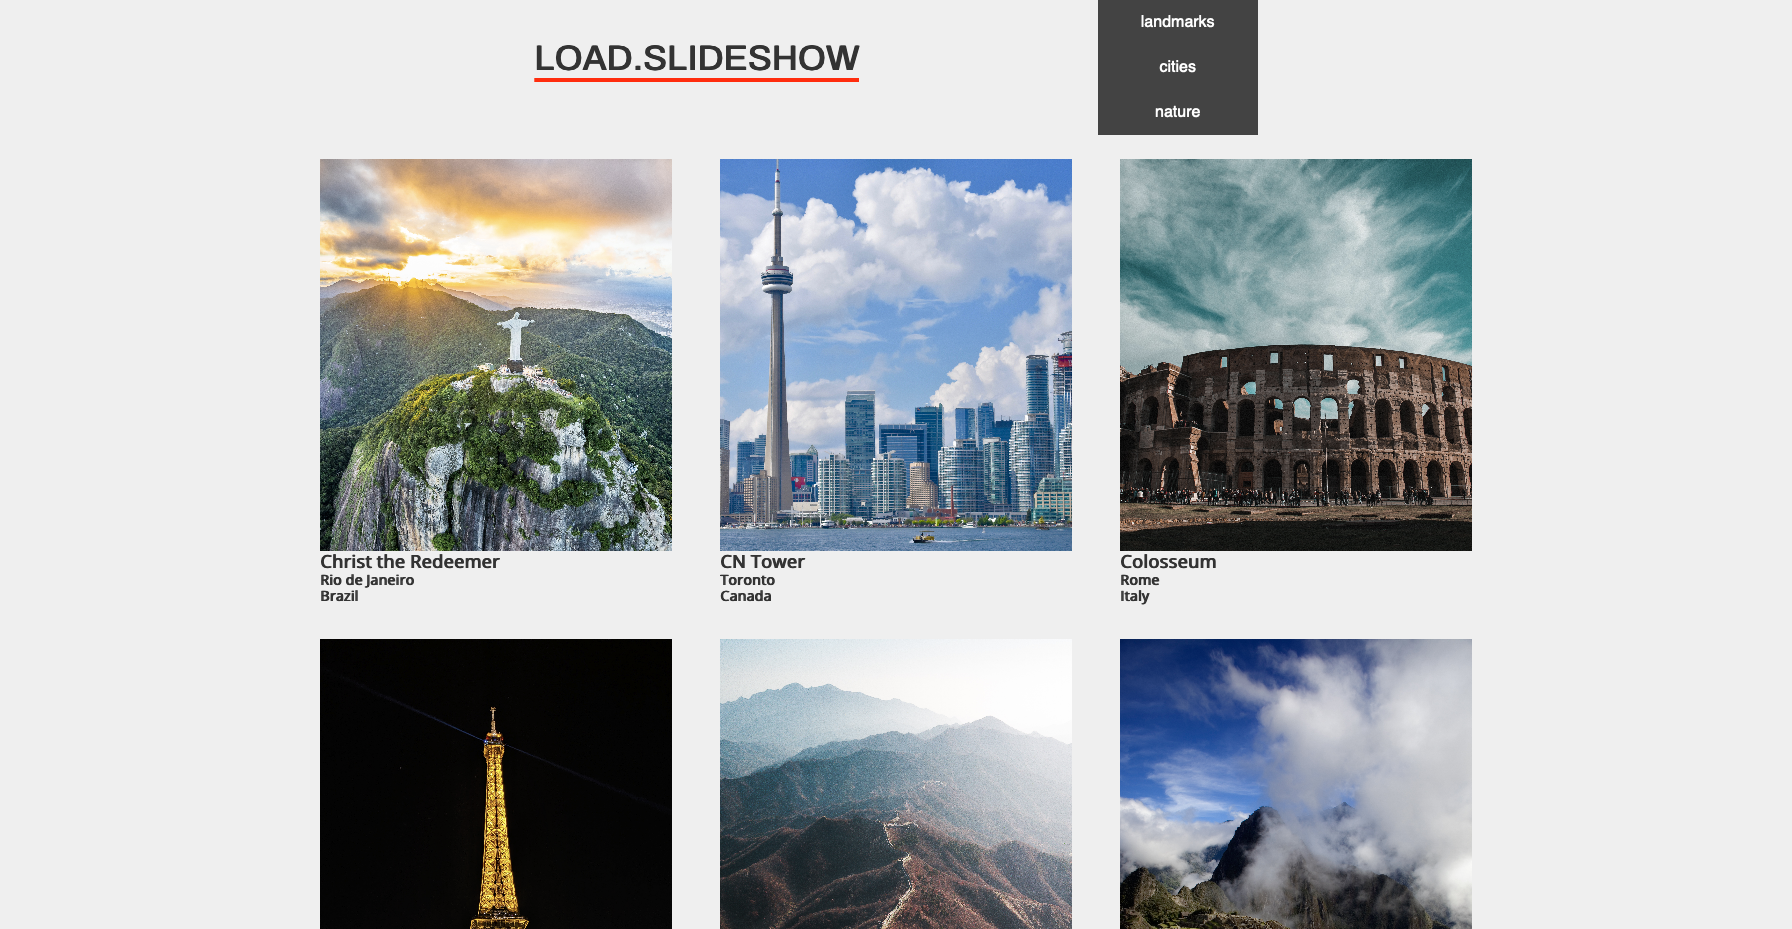 LOAD.SLIDESHOW
landmarks
cities
nature
Christ the Redeemer
Rio de Janeiro
Brazil
CN Tower
Toronto
Canada
Colosseum
Rome
Italy